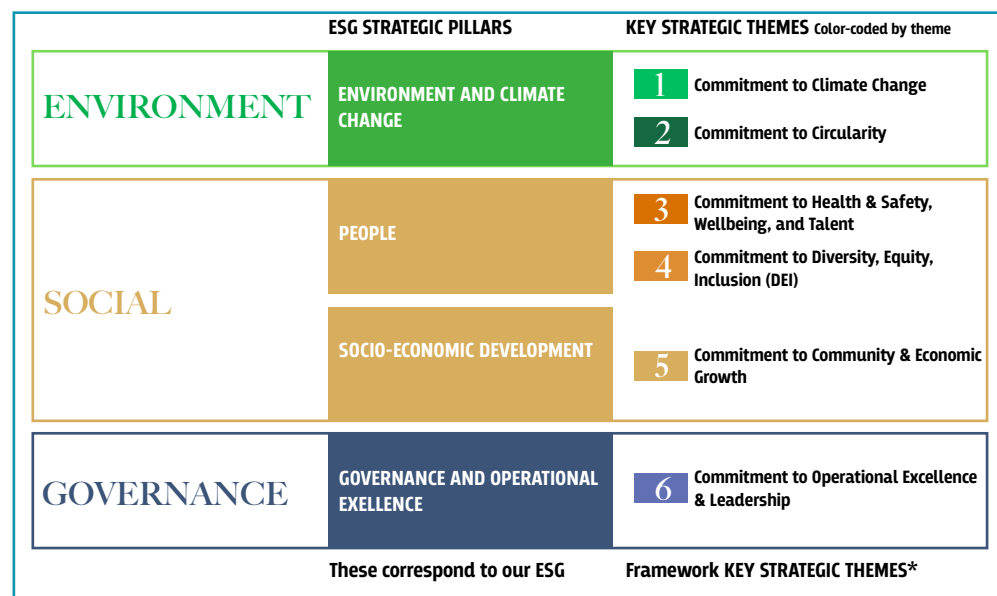 ESG STRATEGIC PILLARS
KEY STRATEGIC THEMES Color-coded by theme
ENVIRONMENT
ENVIRONMENT AND CLIMATE
CHANGE
1 Commitment to Climate Change
2 Commitment to Circularity
SOCIAL
PEOPLE
3 Commitment to Health & Safety,
Wellbeing, and Talent
4 Commitment to Diversity, Equity,
Inclusion (DEI)
SOCIO-ECONOMIC DEVELOPMENT
5 Commitment to Community & Economic
Growth
GOVERNANCE
GOVERNANCE AND OPERATIONAL
EXELLENCE
6 Commitment to Operational Excellence
& Leadership
These correspond to our ESG
Framework KEY STRATEGIC THEMES*